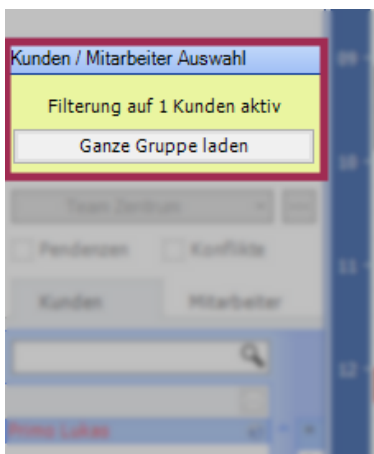 Kunden / Mitarbeiter Auswahl
09
Filterung auf 1 Kunden aktiv
Ganze Gruppe laden
10
Team Zentrum
Pendenzen Konflikte
11
Kunden Mitarbeiter
12
Primo Lukas